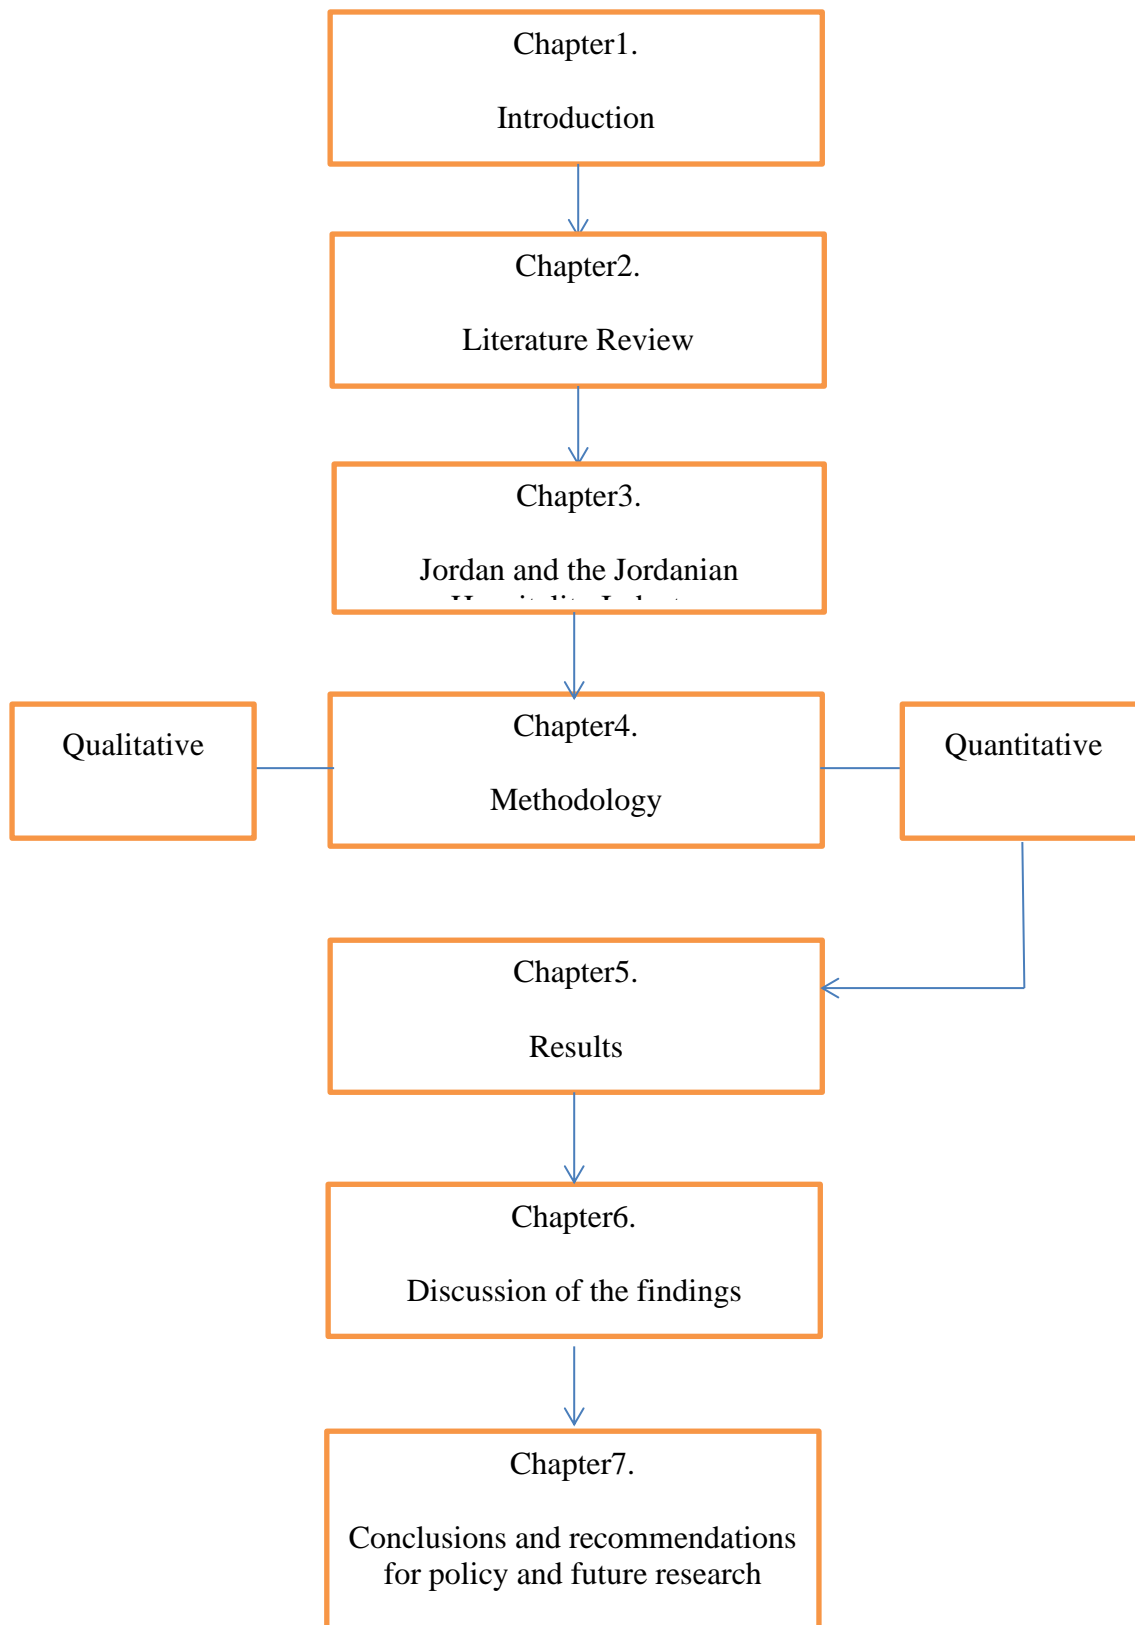 Chapter1.
Introduction
Chapter2.
Literature Review
Chapter3.
Jordan and the Jordanian
Qualitative
Chapter4.
Methodology
Quantitative
Chapter5.
Results
Chapter6.
Discussion of the findings
Chapter7.
Conclusions and recommendations
for policy and future research